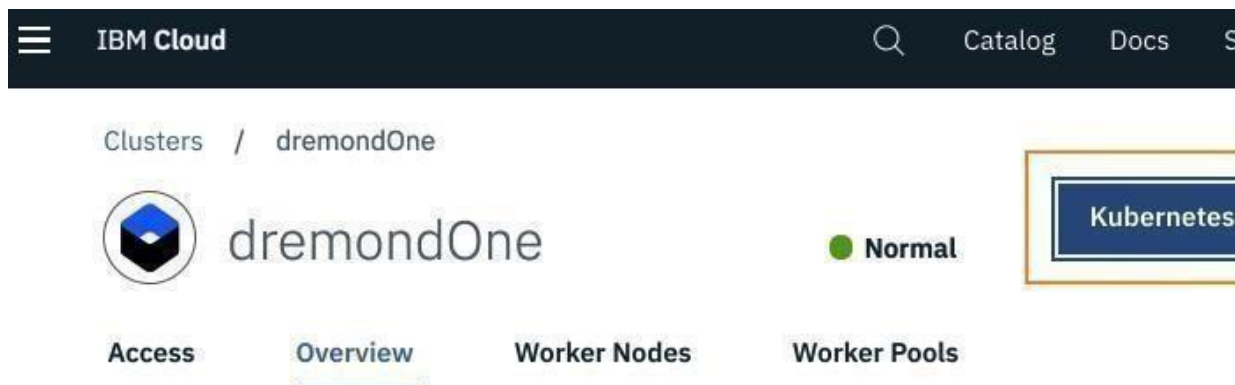 IBM Cloud Catalog Docs S
Clusters / dremondOne
dremondOne Normal Kubernetes
Access Overview Worker Nodes Worker Pools